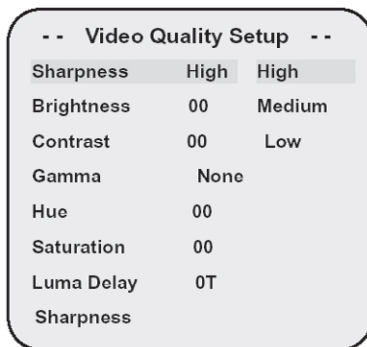 - - Video Quality Setup - -
Sharpness High High
Brightness 00 Medium
Contrast 00 Low
Gamma None
Hue 00
Saturation 00
Luma Delay 0T
Sharpness